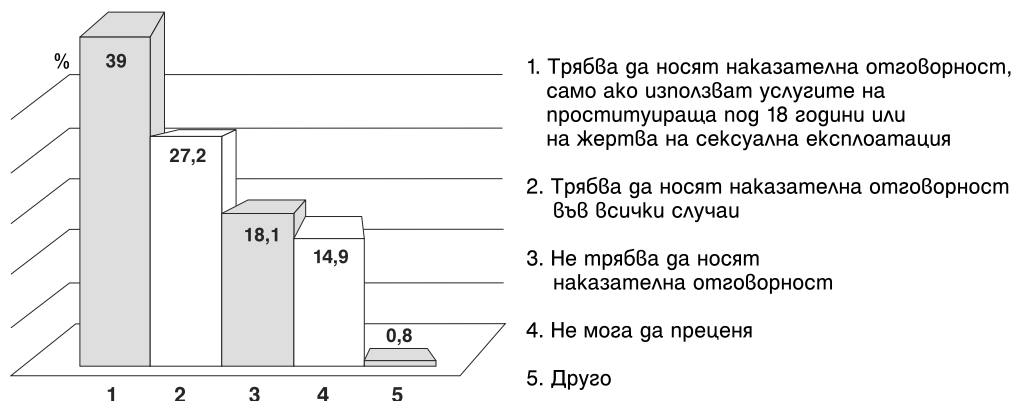 %
39
27,2
18,1
14,9
0,8
1
2
3
4
5
1. Трябва да носят наказателна отговорност,
само ако използват услугите на
проституираща под 18 години или
на жертва на сексуална експлоатация
2. Трябва да носят наказателна отговорност
във всички случаи
3. Не трябва да носят
наказателна отговорност
4. Не мога да преценя
5. Друго